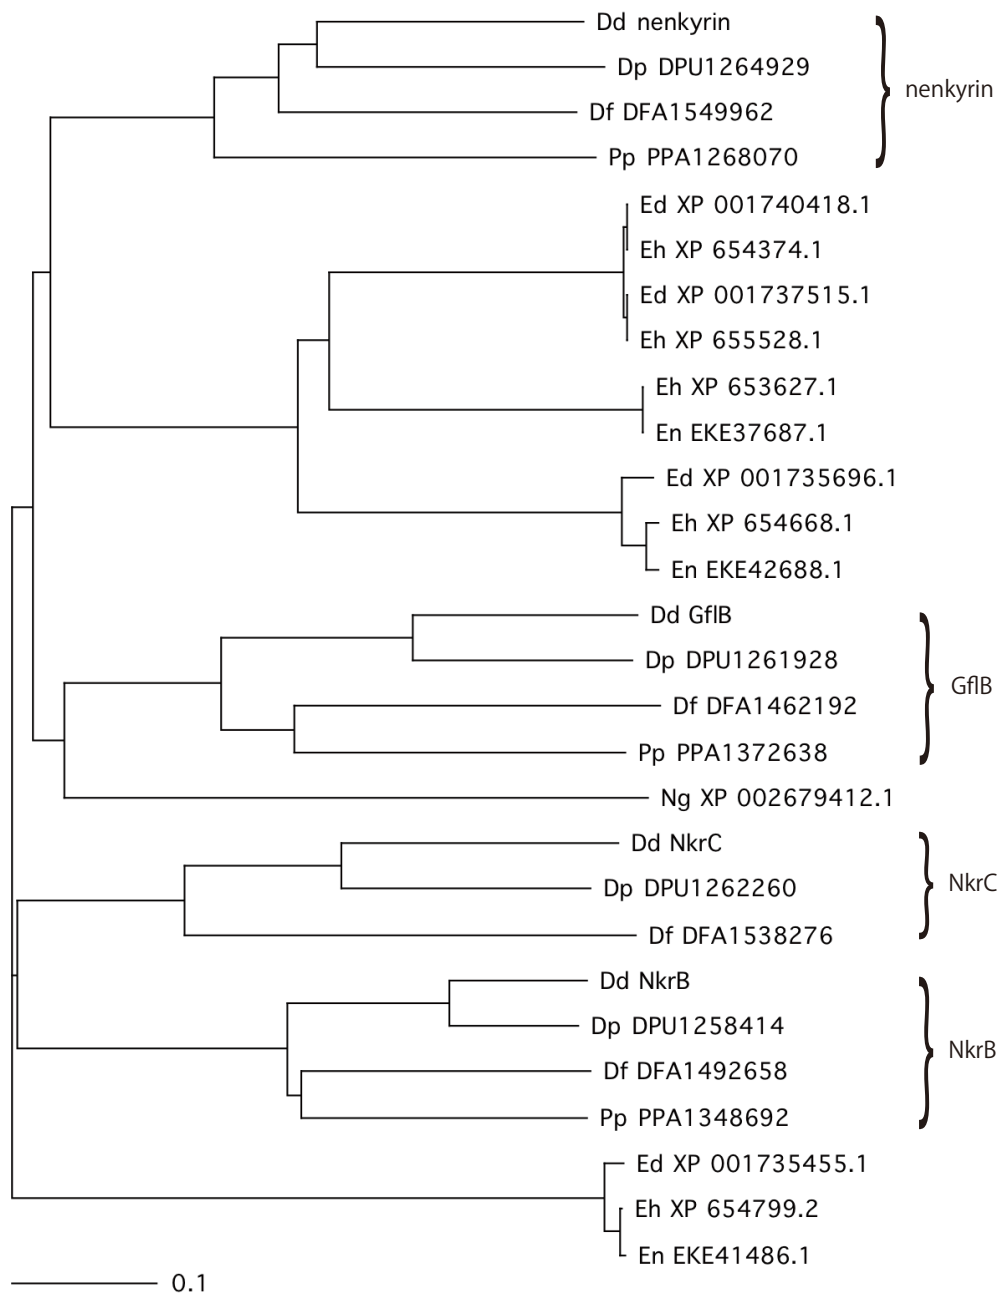 Dd nenkyrin
Dp DPU1264929
nenkyrin
Df DFA1549962
Pp PPA1268070
Ed XP 001740418.1
Eh XP 654374.1
Ed XP 001737515.1
Eh XP 655528.1
Eh XP 653627.1
En EKE37687.1
Ed XP 001735696.1
Eh XP 654668.1
En EKE42688.1
Dd GflB
Dp DPU1261928
GflB
Df DFA1462192
Pp PPA1372638
Ng XP 002679412.1
Dd NkrC
Dp DPU1262260
NkrC
Df DFA1538276
Dd NkrB
Dp DPU1258414
NkrB
Df DFA1492658
Pp PPA1348692
Ed XP 001735455.1
Eh XP 654799.2
En EKE41486.1
0.1